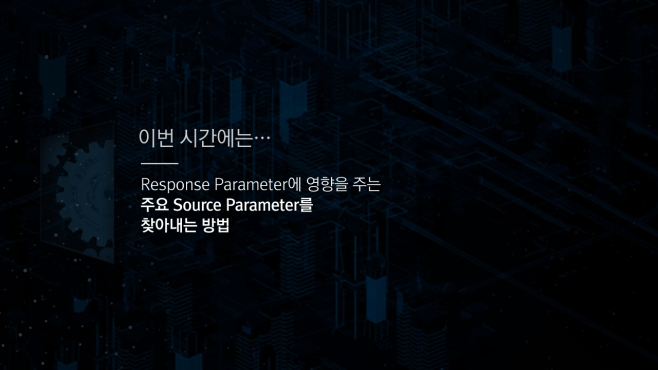 이번 시간에는…
Response Parameter에 영향을 주는
주요 Source Parameter를
찾아내는 방법